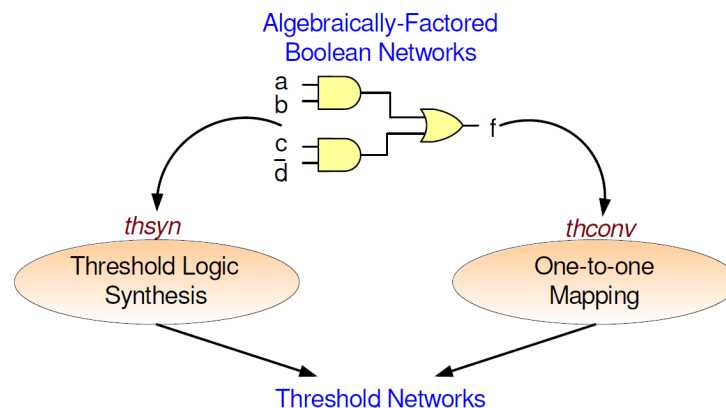 Algebraically-Factored
Boolean Networks
a
b
c
d̅
f
thsyn
Threshold Logic
Synthesis
thconv
One-to-one
Mapping
Threshold Networks